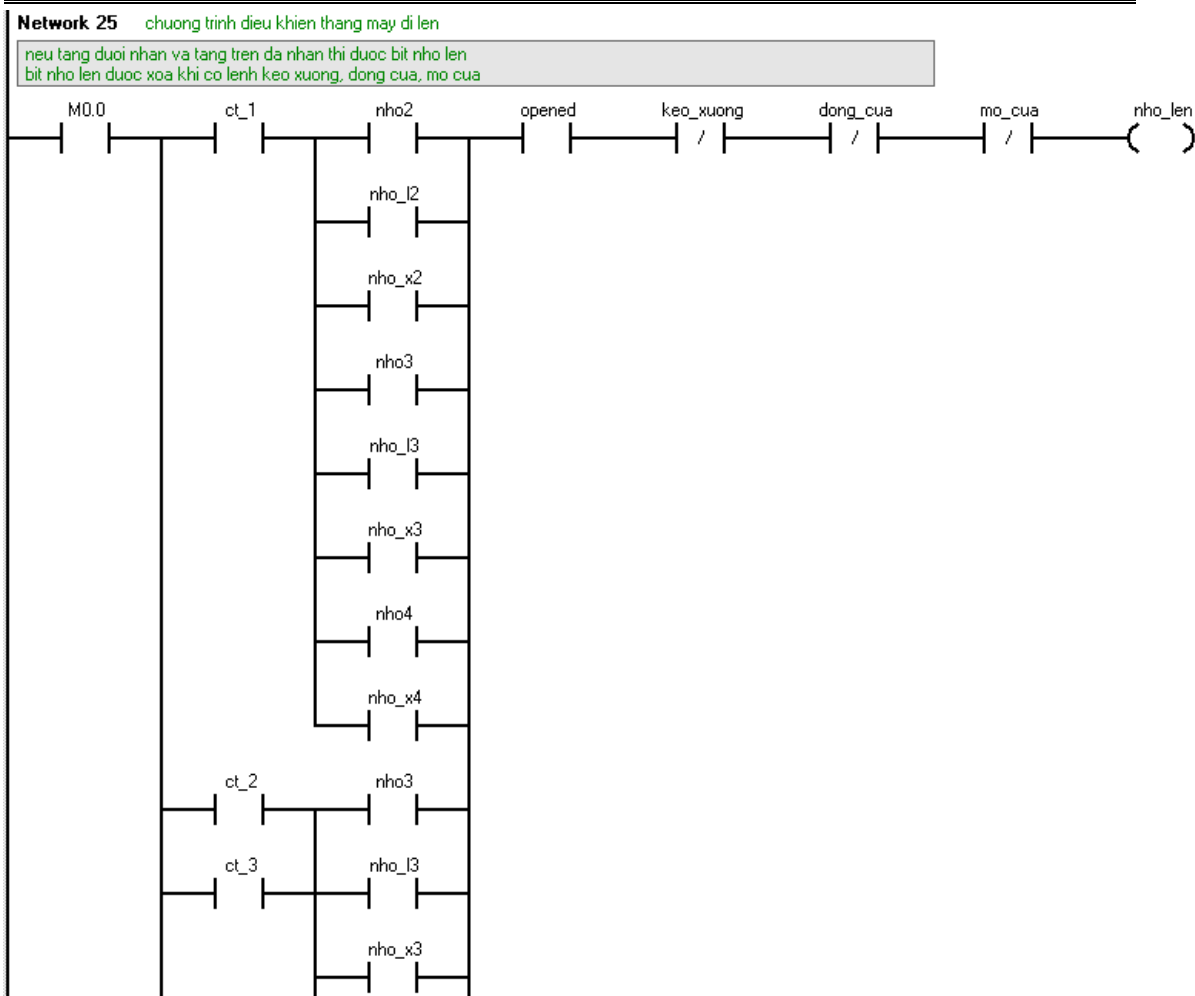 Network 25 chuong trinh dieu khien thang may di len
neu tang duoi nhan va tang tren da nhan thi duoc bit nho len
bit nho len duoc xoa khi co lenh keo xuong, dong cua, mo cua
M0.0 ct_1 nho2 opened keo_xuong dong_cua mo_cua nho_len
/ / /
nho_l2
nho_x2
nho3
nho_l3
nho_x3
nho4
nho_x4
ct_2 nho3
ct_3 nho_l3
nho_x3